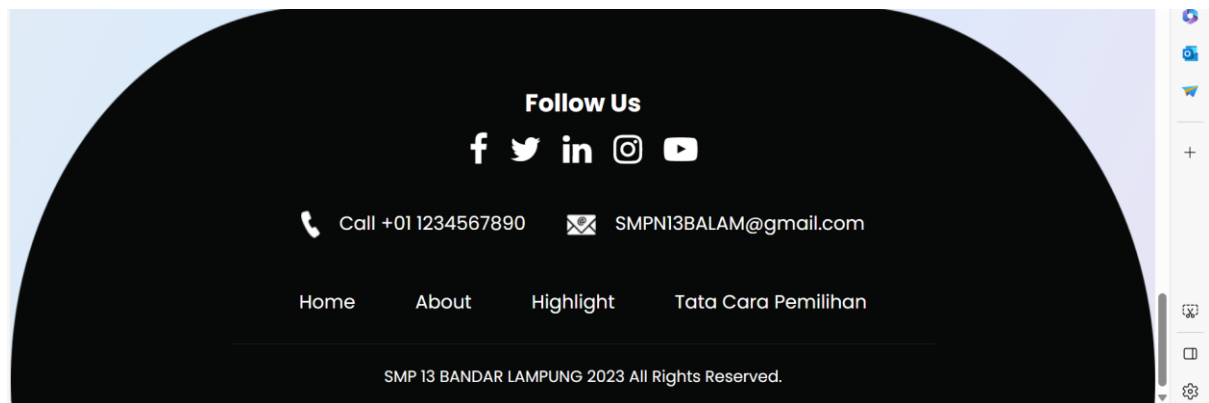 Follow Us
Call +01 1234567890 SMPN13BALAM@gmail.com
Home About Highlight Tata Cara Pemilihan
SMP 13 BANDAR LAMPUNG 2023 All Rights Reserved.